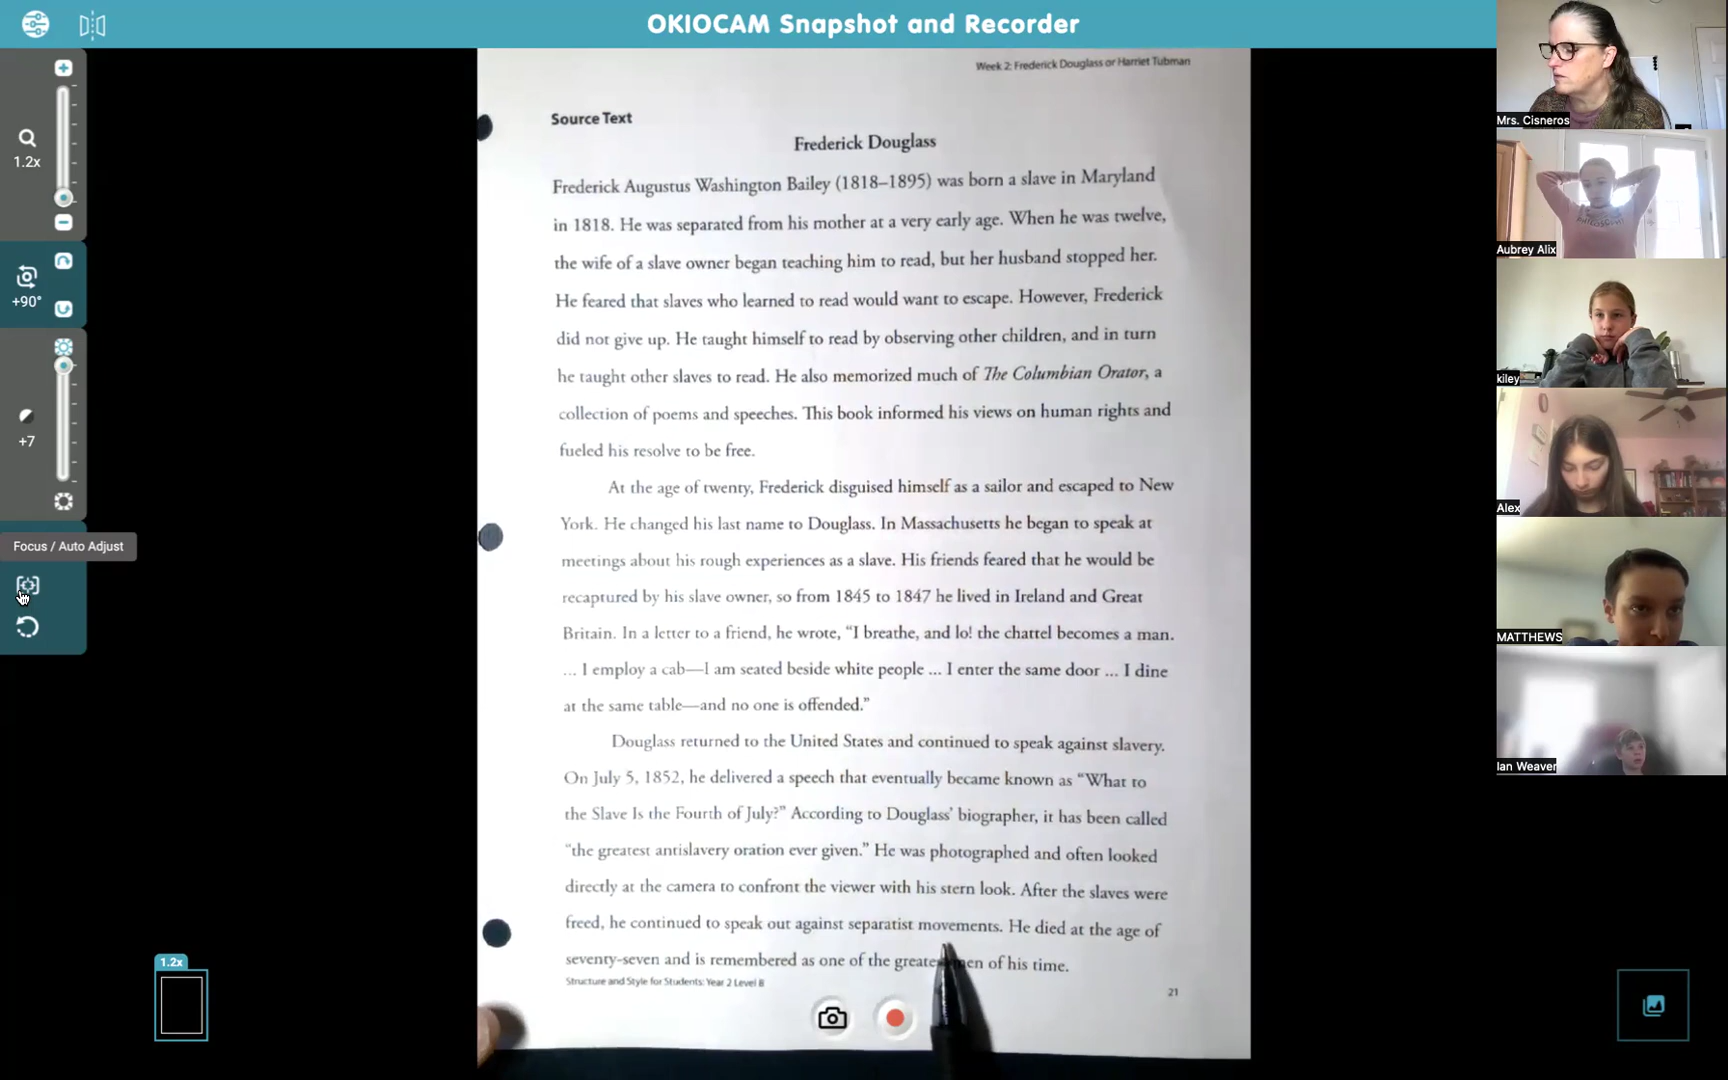 OKIOCAM Snapshot and Recorder
1.2x
+90°
+7
Focus / Auto Adjust
1.2x
Week 2: Frederick Douglass or Harriet Tubman
Source Text
Frederick Douglass
Frederick Augustus Washington Bailey (1818–1895) was born a slave in Maryland
in 1818. He was separated from his mother at a very early age. When he was twelve,
the wife of a slave owner began teaching him to read, but her husband stopped her.
He feared that slaves who learned to read would want to escape. However, Frederick
did not give up. He taught himself to read by observing other children, and in turn
he taught other slaves to read. He also memorized much of The Columbian Orator, a
collection of poems and speeches. This book informed his views on human rights and
fueled his resolve to be free.
At the age of twenty, Frederick disguised himself as a sailor and escaped to New
York. He changed his last name to Douglass. In Massachusetts he began to speak at
meetings about his rough experiences as a slave. His friends feared that he would be
recaptured by his slave owner, so from 1845 to 1847 he lived in Ireland and Great
Britain. In a letter to a friend, he wrote, “I breathe, and lo! the chattel becomes a man.
... I employ a cab—I am seated beside white people ... I enter the same door ... I dine
at the same table—and no one is offended.”
Douglass returned to the United States and continued to speak against slavery.
On July 5, 1852, he delivered a speech that eventually became known as “What to
the Slave Is the Fourth of July?” According to Douglass’ biographer, it has been called
“the greatest antislavery oration ever given.” He was photographed and often looked
directly at the camera to confront the viewer with his stern look. After the slaves were
freed, he continued to speak out against separatist movements. He died at the age of
seventy-seven and is remembered as one of the men of his time.
Structure and Style for Students: Year 2 Level B
21
Mrs. Cisneros
Aubrey Alix
kiley
Alex
MATTHEWS
Ian Weaver